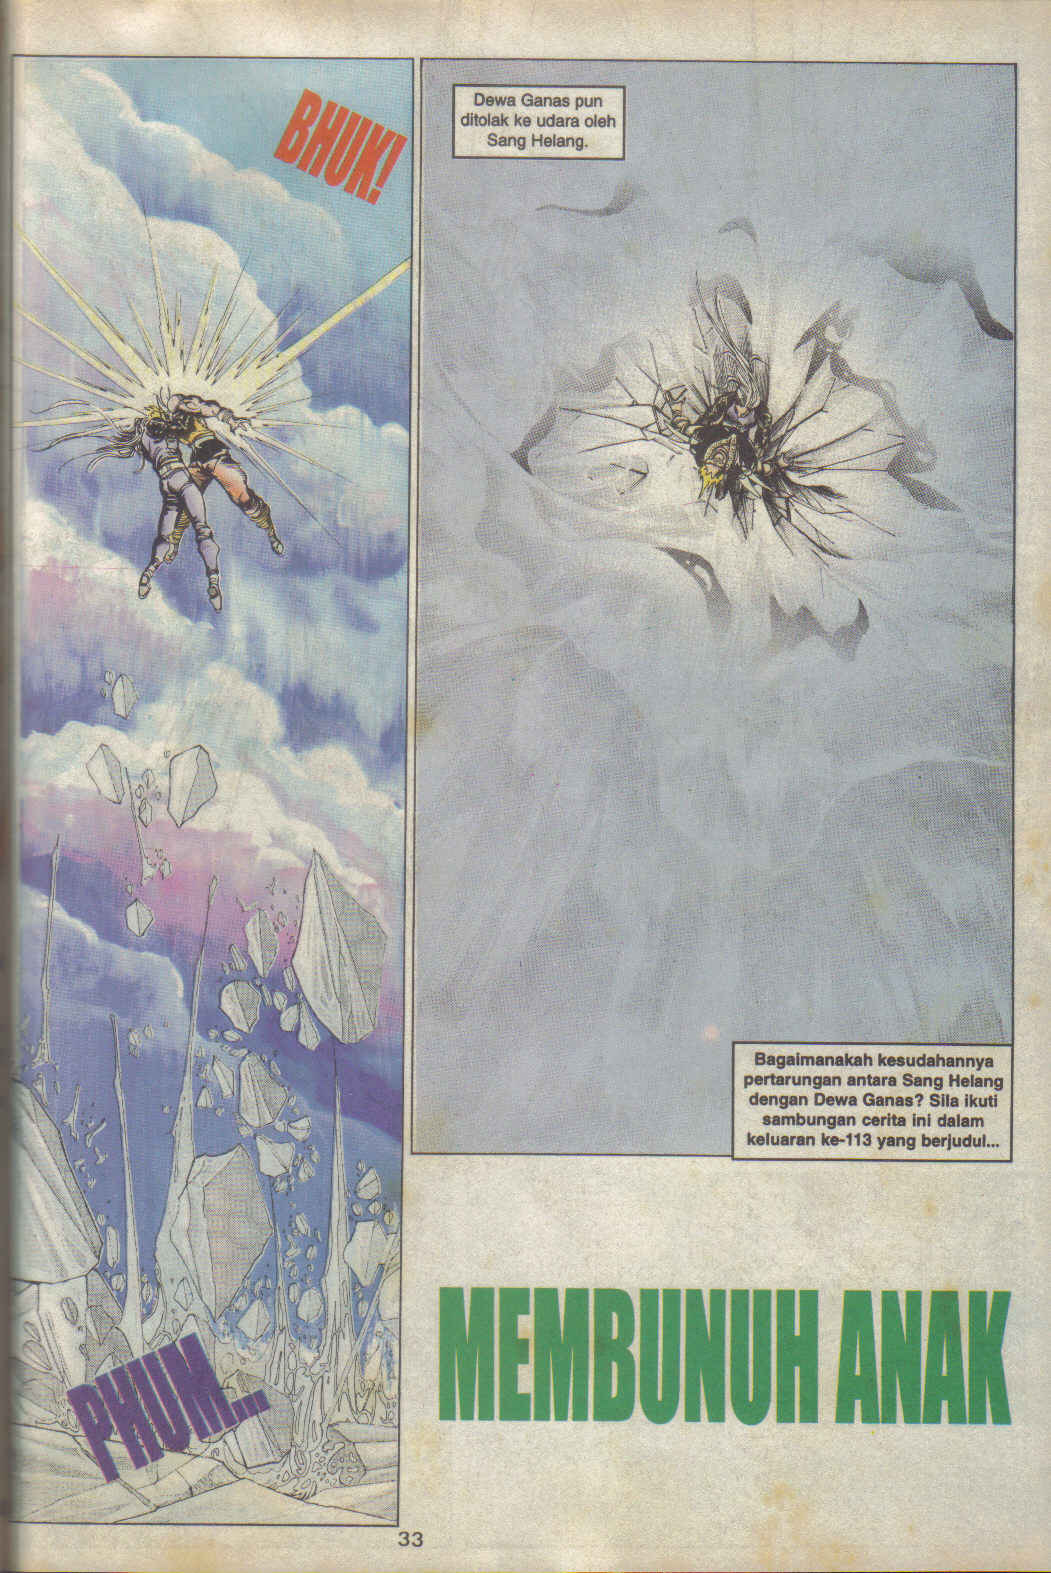 BHUK!
PHUM...
Dewa Ganas pun
ditolak ke udara oleh
Sang Helang.
Bagaimanakah kesudahannya
pertarungan antara Sang Helang
dengan Dewa Ganas? Sila ikuti
sambungan cerita ini dalam
keluaran ke-113 yang berjudul...
MEMBUNUH ANAK
33